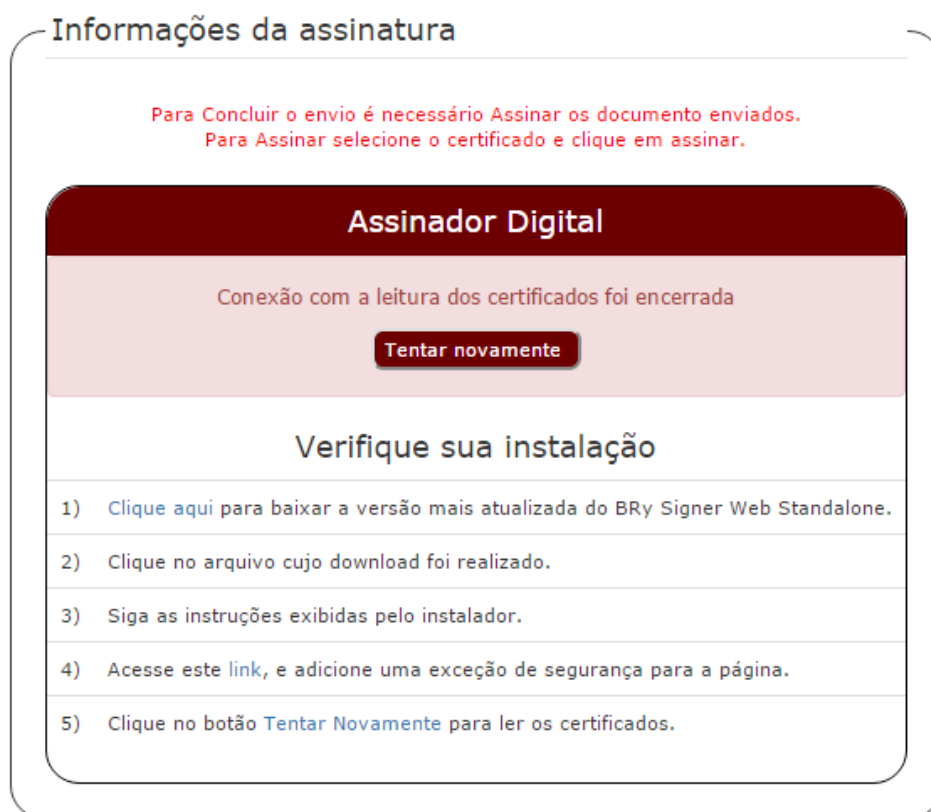 Informações da assinatura
Para Concluir o envio é necessário Assinar os documento enviados.
Para Assinar selecione o certificado e clique em assinar.
Assinador Digital
Conexão com a leitura dos certificados foi encerrada
Tentar novamente
Verifique sua instalação
1) Clique aqui para baixar a versão mais atualizada do BRy Signer Web Standalone.
2) Clique no arquivo cujo download foi realizado.
3) Siga as instruções exibidas pelo instalador.
4) Acesse este link, e adicione uma exceção de segurança para a página.
5) Clique no botão Tentar Novamente para ler os certificados.